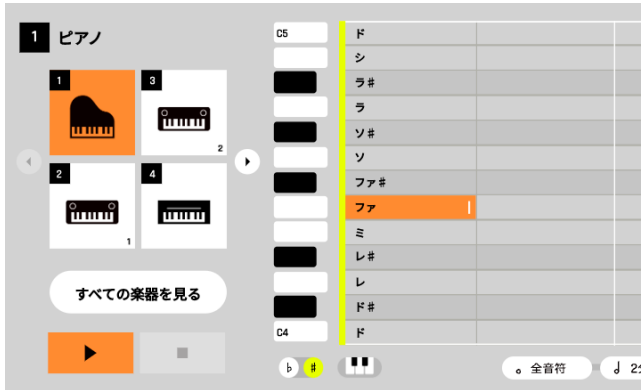 1 ピアノ
1
3
2
2
4
1
すべての楽器を見る
C5
C4
ド
シ
ラ♯
ラ
ソ♯
ソ
ファ♯
ファ
ミ
レ♯
レ
ド♯
ド
♭ ♯
全音符
2